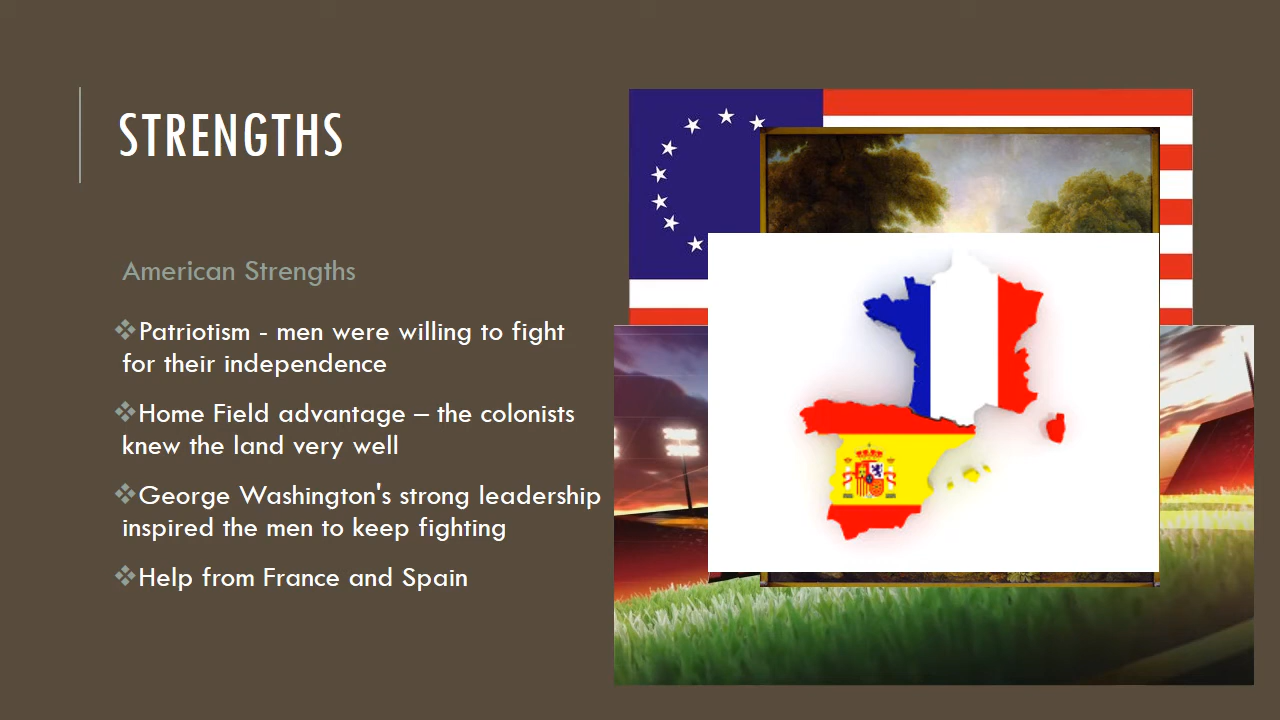 STRENGTHS
American Strengths
❖Patriotism - men were willing to fight
for their independence
❖Home Field advantage – the colonists
knew the land very well
❖George Washington's strong leadership
inspired the men to keep fighting
❖Help from France and Spain